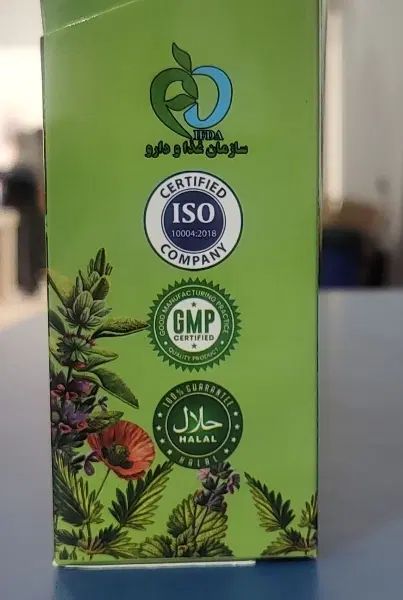 IFDA
سازمان غذا و دارو
CERTIFIED
ISO
10004:2018
COMPANY
GOOD MANUFACTURING PRACTICE
GMP
CERTIFIED
QUALITY PRODUCT
100% GUARANTEE
حلال
HALAL
HALAL